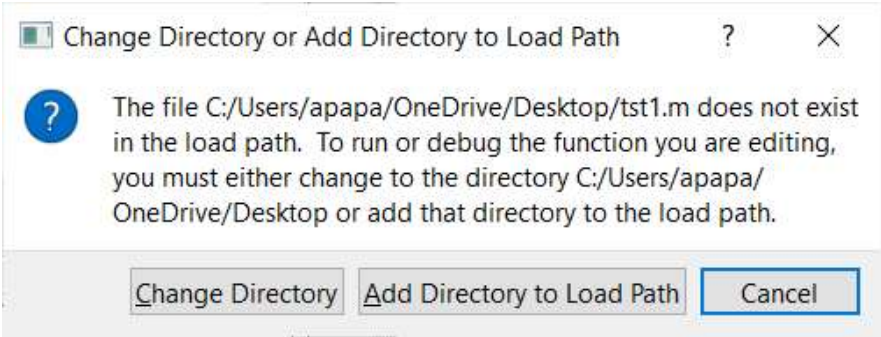 Change Directory or Add Directory to Load Path ?
?
The file C:/Users/apapa/OneDrive/Desktop/tst1.m does not exist
in the load path.  To run or debug the function you are editing,
you must either change to the directory C:/Users/apapa/
OneDrive/Desktop or add that directory to the load path.
Change Directory Add Directory to Load Path Cancel